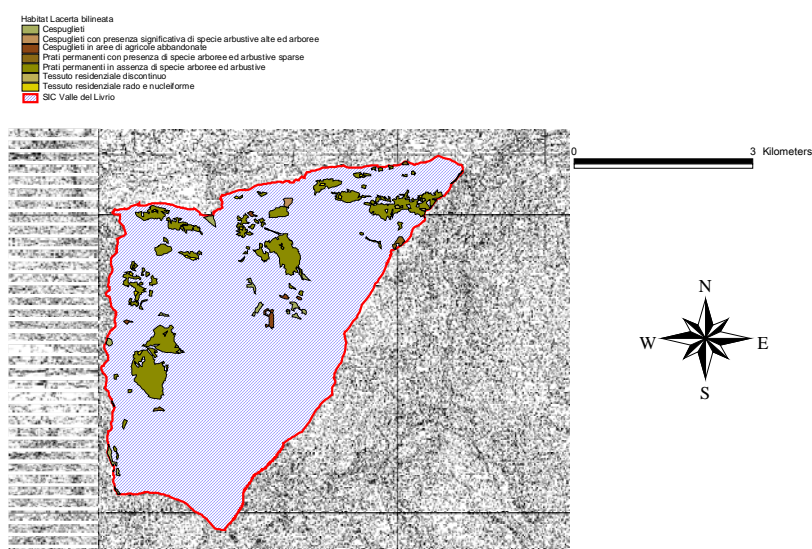 Habitat Lacerta bilineata
Cespuglieti
Cespuglieti con presenza significativa di specie arbustive alte ed arboree
Cespuglieti in aree di agricole abbandonate
Prati permanenti con presenza di specie arboree ed arbustive sparse
Prati permanenti in assenza di specie arboree ed arbustive
Tessuto residenziale discontinuo
Tessuto residenziale rado e nucleiforme
SIC Valle del Livrio
0 3 Kilometers
N
W E
S